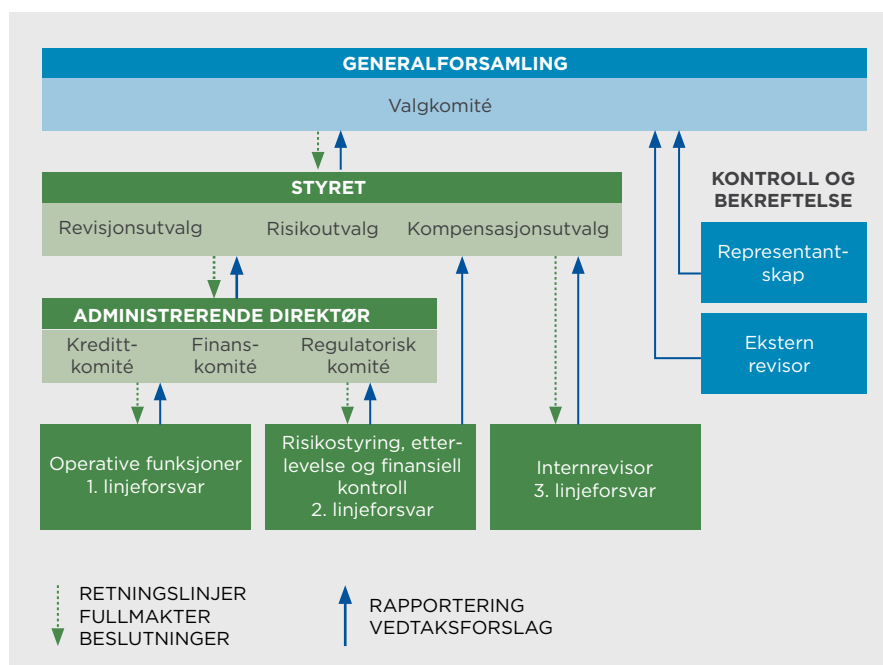 GENERALFORSAMLING
Valgkomité
STYRET
Revisjonsutvalg
Risikoutvalg
Kompensasjonsutvalg
KONTROLL OG
BEKREFTELSE
Representant-
skap
Ekstern
revisor
ADMINISTRERENDE DIREKTØR
Kreditt-
komité
Finans-
komité
Regulatorisk
komité
Operative funksjoner
1. linjeforsvar
Risikostyring, etter-
levelse og finansiell
kontroll
2. linjeforsvar
Internrevisor
3. linjeforsvar
RETNINGSLINJER
FULLMAKTER
BESLUTNINGER
RAPPORTERING
VEDTAKSFORSLAG